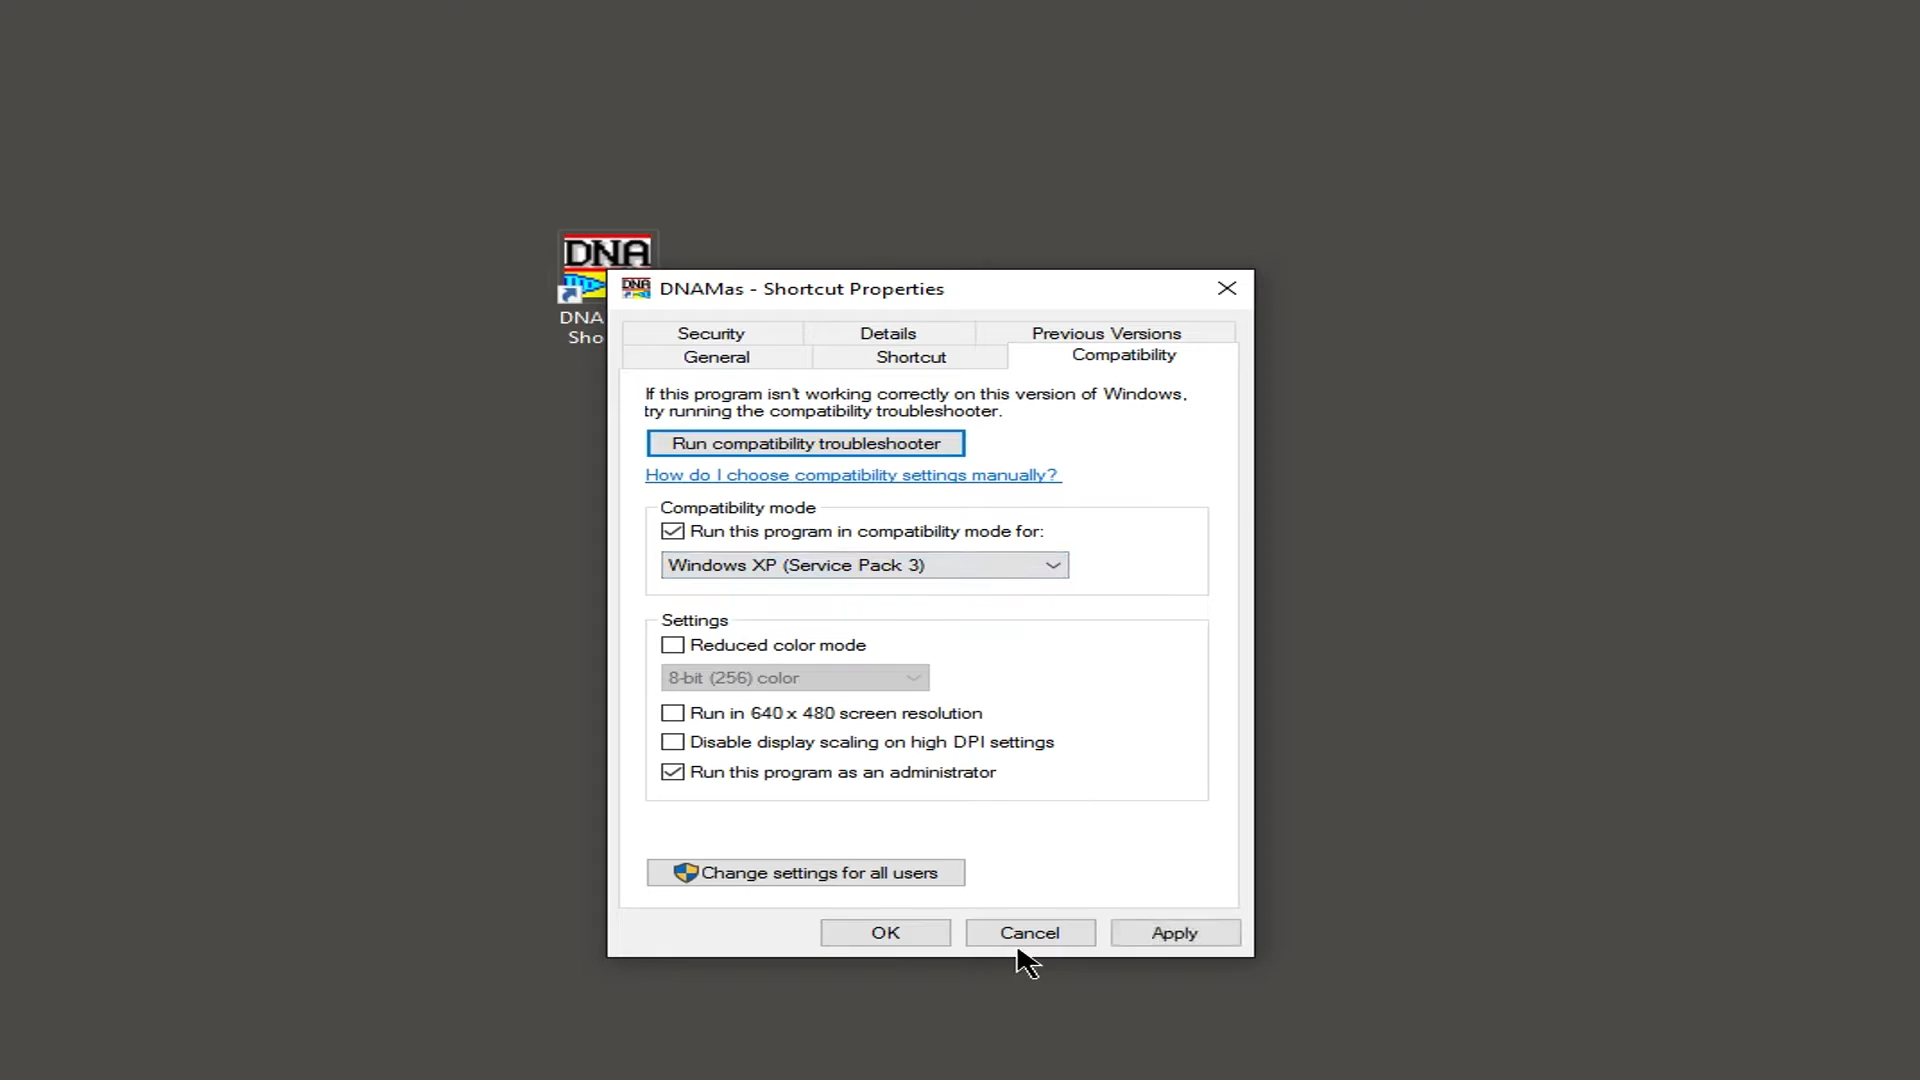 DNA
DNA
Sho
DNA
DNAMas - Shortcut Properties
Security
Details
Previous Versions
General
Shortcut
Compatibility
If this program isn't working correctly on this version of Windows,
try running the compatibility troubleshooter.
Run compatibility troubleshooter
How do I choose compatibility settings manually?
Compatibility mode
Run this program in compatibility mode for:
Windows XP (Service Pack 3)
Settings
Reduced color mode
8-bit (256) color
Run in 640 x 480 screen resolution
Disable display scaling on high DPI settings
Run this program as an administrator
Change settings for all users
OK
Cancel
Apply